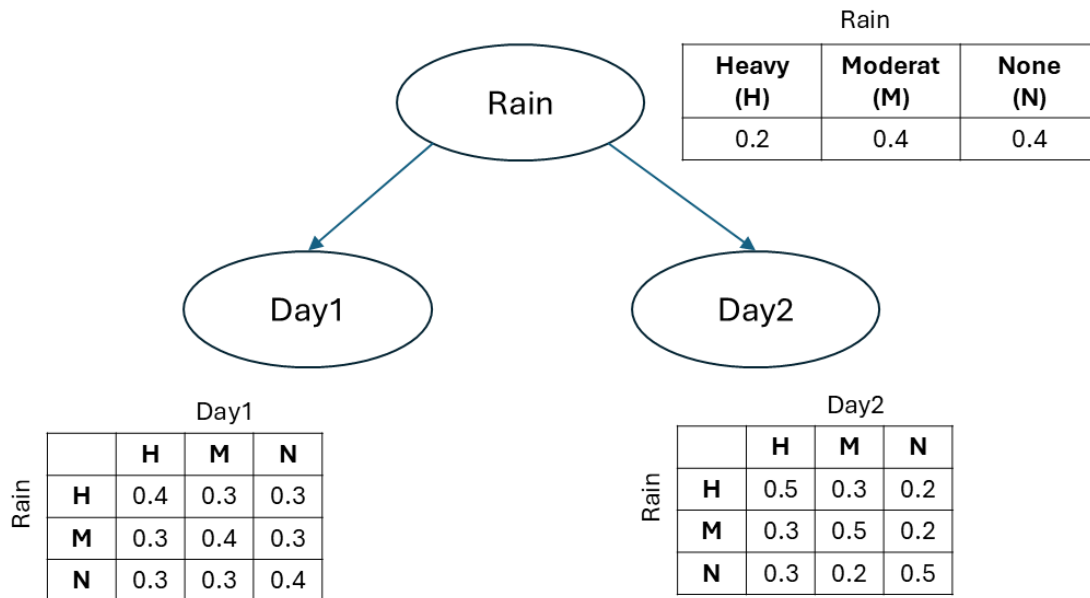 Rain
Rain
Heavy (H) Moderat (M) None (N)
0.2 0.4 0.4
Day1
Day2
Day1
H M N
Rain
H 0.4 0.3 0.3
M 0.3 0.4 0.3
N 0.3 0.3 0.4
Day2
H M N
Rain
H 0.5 0.3 0.2
M 0.3 0.5 0.2
N 0.3 0.2 0.5